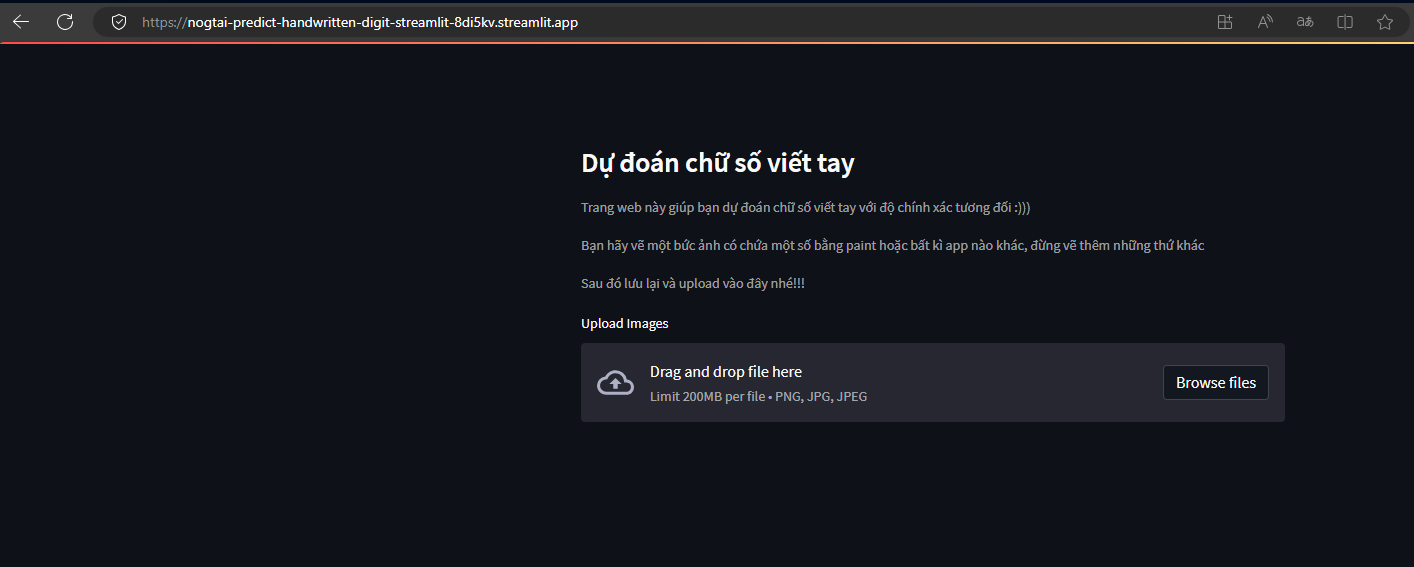 https://nogtai-predict-handwritten-digit-streamlit-8di5kv.streamlit.app
Dự đoán chữ số viết tay
Trang web này giúp bạn dự đoán chữ số viết tay với độ chính xác tương đối :)))
Bạn hãy vẽ một bức ảnh có chứa một số bằng paint hoặc bất kì app nào khác, đừng vẽ thêm những thứ khác
Sau đó lưu lại và upload vào đây nhé!!!
Upload Images
Drag and drop file here
Limit 200MB per file • PNG, JPG, JPEG
Browse files